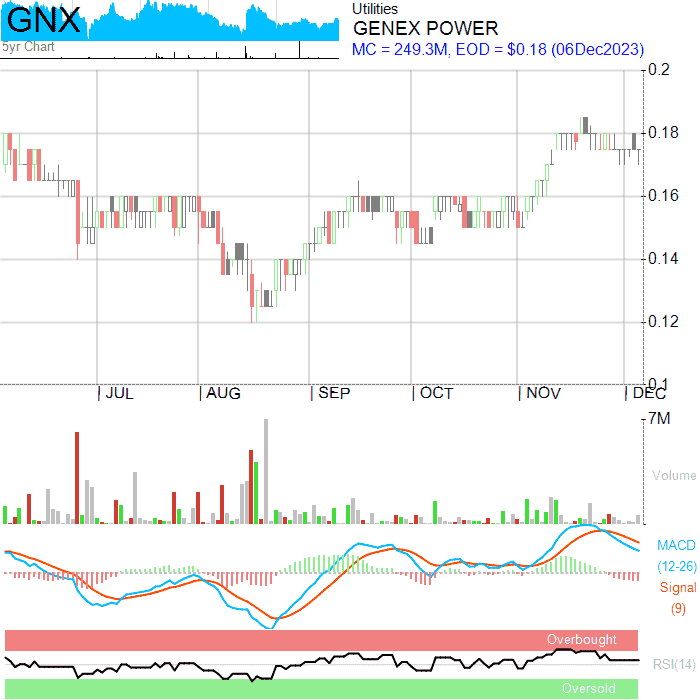 GNX
5yr Chart
Utilities
GENEX POWER
MC = 249.3M, EOD = $0.18 (06Dec2023)
0.2
0.18
0.16
0.14
0.12
0.1
JUL AUG SEP OCT NOV DEC
7M
Volume
MACD
(12-26)
Signal
(9)
Overbought
RSI(14)
Oversold